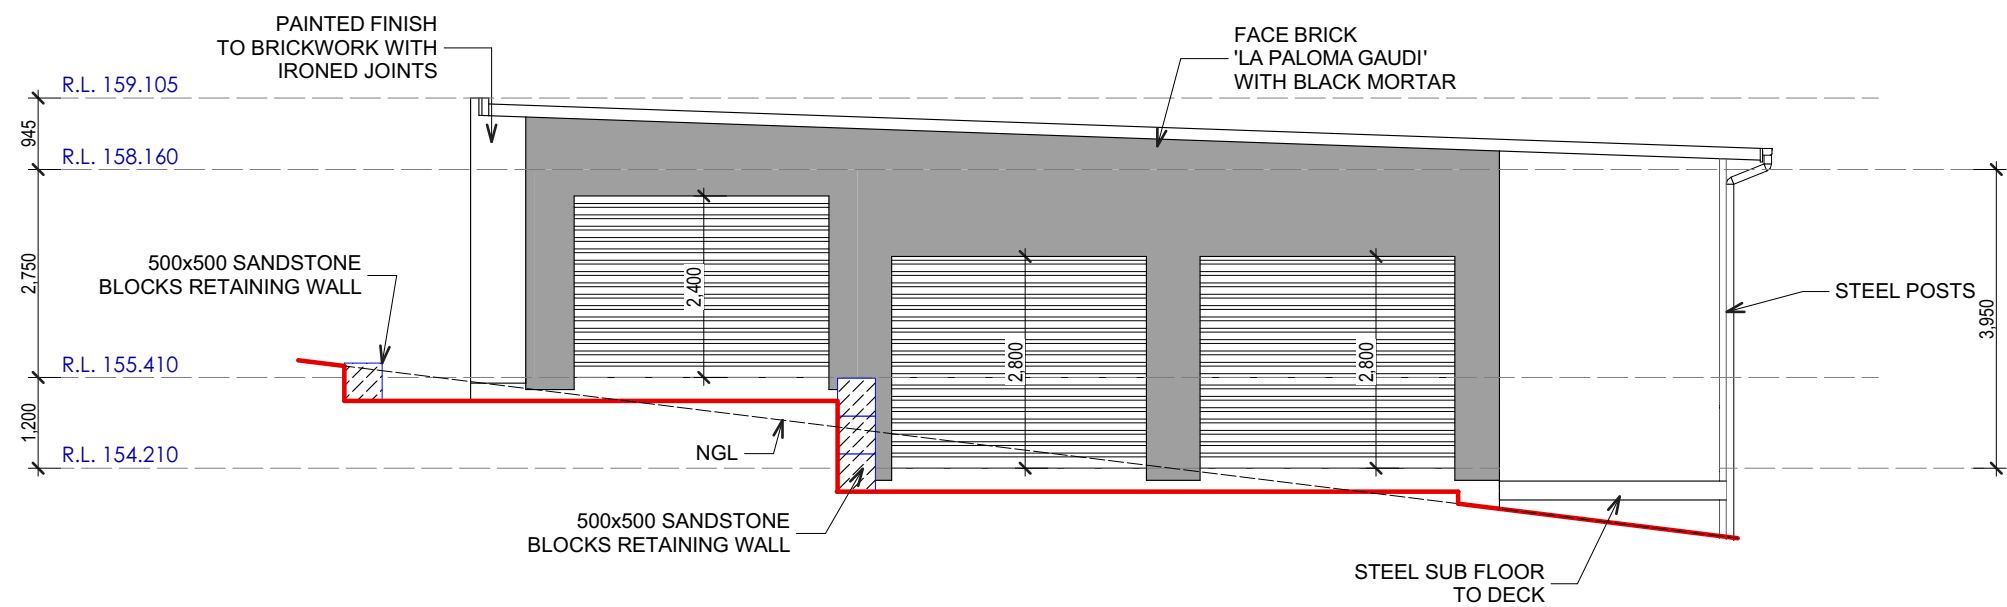 PAINTED FINISH
TO BRICKWORK WITH
IRONED JOINTS
FACE BRICK
'LA PALOMA GAUDI'
WITH BLACK MORTAR
R.L. 159.105
945
R.L. 158.160
2,750
500x500 SANDSTONE
BLOCKS RETAINING WALL
2,400
2,800
2,800
STEEL POSTS
3,950
R.L. 155.410
1,200
NGL
R.L. 154.210
500x500 SANDSTONE
BLOCKS RETAINING WALL
STEEL SUB FLOOR
TO DECK